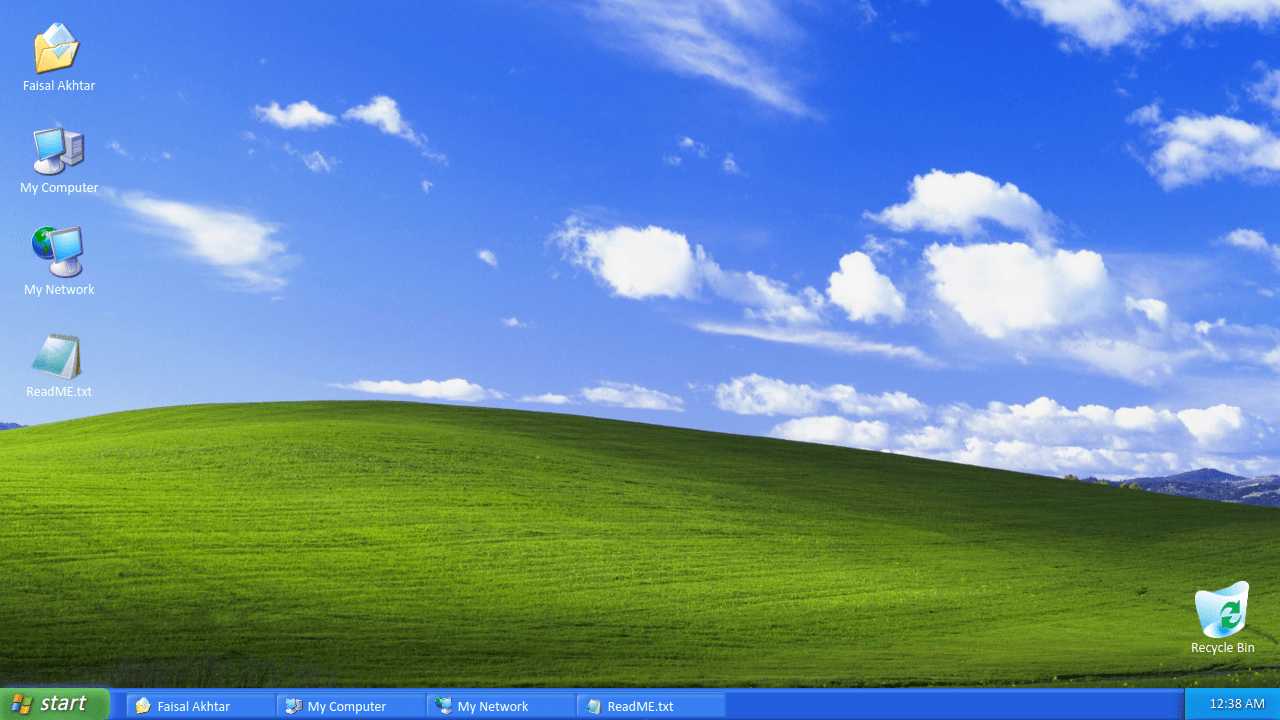 Faisal Akhtar
My Computer
My Network
ReadME.txt
Recycle Bin
start
Faisal Akhtar
My Computer
My Network
ReadME.txt
12:38 AM